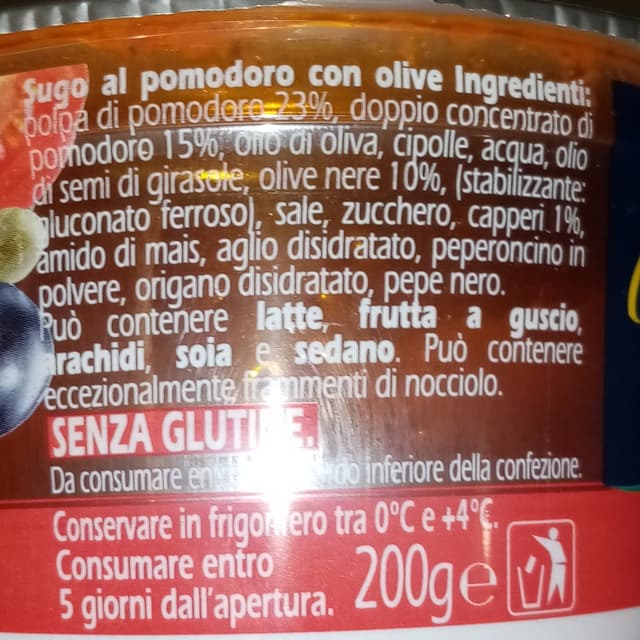 Sugo al pomodoro con olive Ingredienti:
polpa di pomodoro 23%, doppio concentrato di
pomodoro 15%, olio di oliva, cipolle, acqua, olio
di semi di girasole, olive nere 10%, (stabilizzante:
gluconato ferroso), sale, zucchero, capperi 1%,
amido di mais, aglio disidratato, peperoncino in
polvere, origano disidratato, pepe nero.
Può contenere latte, frutta a guscio,
arachidi, soia e sedano. Può contenere
eccezionalmente frammenti di nocciolo.
SENZA GLUTINE.
Da consumare inferiore della confezione.
Conservare in frigorifero tra 0°C e +4°C.
Consumare entro
5 giorni dall'apertura. 200g e